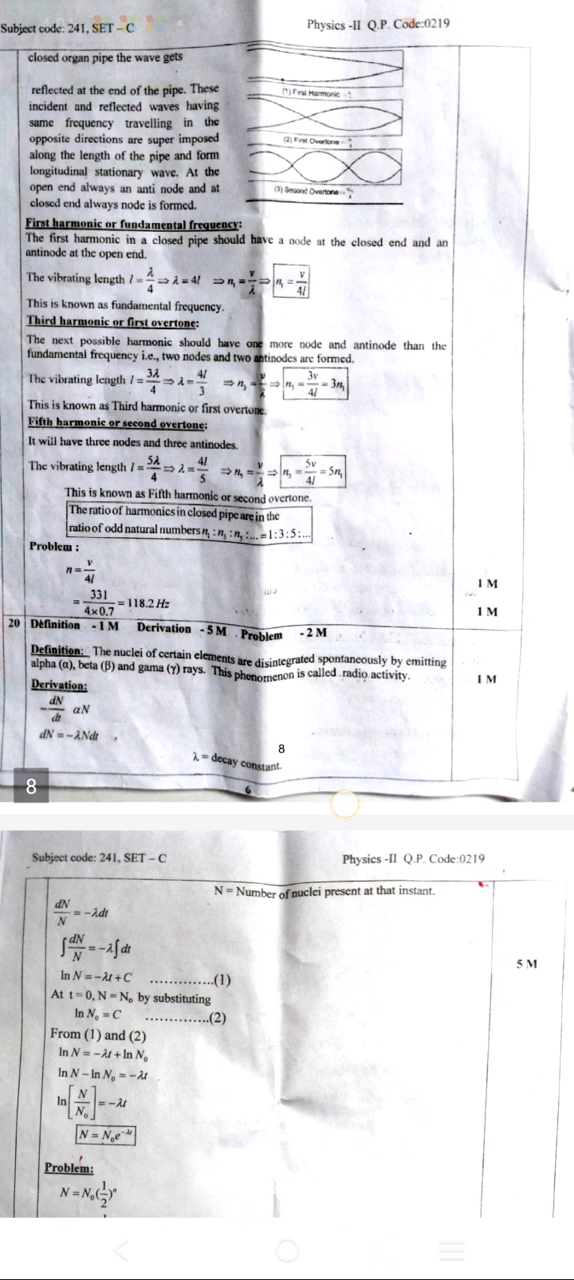 Subject code: 241, SET – C
Physics -II Q.P. Code:0219
closed organ pipe the wave gets
reflected at the end of the pipe. These
incident and reflected waves having
same frequency travelling in the
opposite directions are super imposed
along the length of the pipe and form
longitudinal stationary wave. At the
open end always an anti node and at
closed end always node is formed.
(1) First Harmonic
(2) First Overtone
(3) Second Overtone
First harmonic or fundamental frequency:
The first harmonic in a closed pipe should have a node at the closed end and an
antinode at the open end.
The vibrating length l = λ/4 ⇒ λ = 4l ⇒ n₁ = v/λ ⇒ n₁ = v/4l
This is known as fundamental frequency.
Third harmonic or first overtone:
The next possible harmonic should have one more node and antinode than the
fundamental frequency i.e., two nodes and two antinodes are formed.
The vibrating length l = 3λ/4 ⇒ λ = 4l/3 ⇒ n₃ = v/λ ⇒ n₃ = 3v/4l = 3n₁
This is known as Third harmonic or first overtone.
Fifth harmonic or second overtone:
It will have three nodes and three antinodes.
The vibrating length l = 5λ/4 ⇒ λ = 4l/5 ⇒ n₅ = v/λ ⇒ n₅ = 5v/4l = 5n₁
This is known as Fifth harmonic or second overtone.
The ratio of harmonics in closed pipe are in the
ratio of odd natural numbers n₁ : n₃ : n₅ :... = 1:3:5:...
Problem :
n = v/4l
1 M
= 331/4×0.7 = 118.2 Hz
1 M
20 Definition - 1 M Derivation - 5 M Problem - 2 M
Definition: The nuclei of certain elements are disintegrated spontaneously by emitting
alpha (α), beta (β) and gama (γ) rays. This phenomenon is called radio activity.
1 M
Derivation:
-dN/dt αN
dN = -λNdt
8
λ = decay constant.
8
6
Subject code: 241, SET – C
Physics -II Q.P. Code:0219
N = Number of nuclei present at that instant.
dN/N = -λdt
∫dN/N = -λ∫dt
5 M
ln N = -λt + C ..............(1)
At t = 0, N = N₀ by substituting
ln N₀ = C ..............(2)
From (1) and (2)
ln N = -λt + ln N₀
ln N – ln N₀ = -λt
ln[N/N₀] = -λt
N = N₀e^-λt
Problem:
N = N₀(1/2)ⁿ